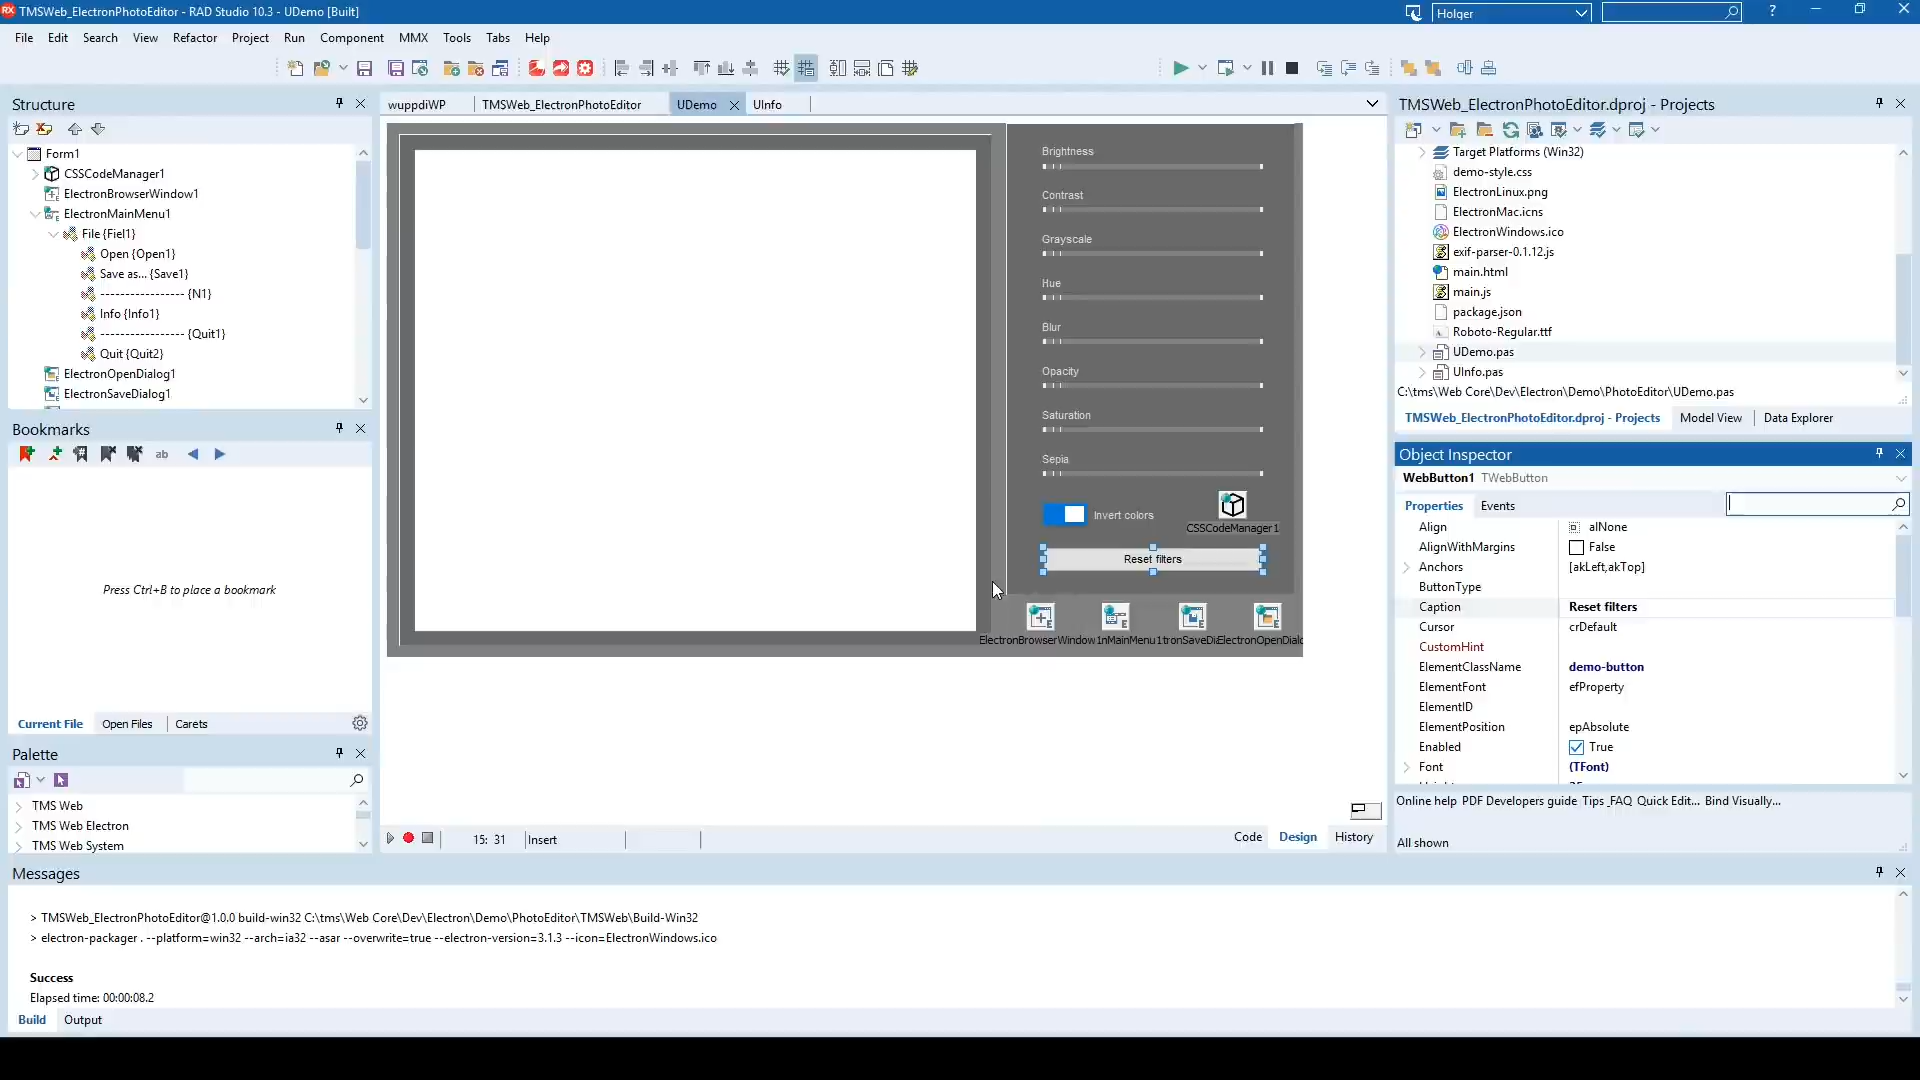 TMSWeb_ElectronPhotoEditor - RAD Studio 10.3 - UDemo [Built]
Holger
?
File Edit Search View Refactor Project Run Component MMX Tools Tabs Help
Structure
Form1
CSSCodeManager1
ElectronBrowserWindow1
ElectronMainMenu1
File {Fiel1}
Open {Open1}
Save as... {Save1}
----------------- {N1}
Info {Info1}
----------------- {Quit1}
Quit {Quit2}
ElectronOpenDialog1
ElectronSaveDialog1
Bookmarks
ab
Press Ctrl+B to place a bookmark
Current File Open Files Carets
Palette
TMS Web
TMS Web Electron
TMS Web System
wuppdiWP TMSWeb_ElectronPhotoEditor UDemo UInfo
Brightness
Contrast
Grayscale
Hue
Blur
Opacity
Saturation
Sepia
Invert colors
CSSCodeManager1
Reset filters
ElectronBrowserWindow 1nMainMenu1tronSaveDiElectronOpenDialo
15: 31 Insert
Code Design History
TMSWeb_ElectronPhotoEditor.dproj - Projects
Target Platforms (Win32)
demo-style.css
ElectronLinux.png
ElectronMac.icns
ElectronWindows.ico
exif-parser-0.1.12.js
main.html
main.js
package.json
Roboto-Regular.ttf
UDemo.pas
UInfo.pas
C:\tms\Web Core\Dev\Electron\Demo\PhotoEditor\UDemo.pas
TMSWeb_ElectronPhotoEditor.dproj - Projects Model View Data Explorer
Object Inspector
WebButton1 TWebButton
Properties Events
Align alNone
AlignWithMargins False
Anchors [akLeft,akTop]
ButtonType
Caption Reset filters
Cursor crDefault
CustomHint
ElementClassName demo-button
ElementFont efProperty
ElementID
ElementPosition epAbsolute
Enabled True
Font (TFont)
Online help PDF Developers guide Tips_FAQ Quick Edit... Bind Visually...
All shown
Messages
> TMSWeb_ElectronPhotoEditor@1.0.0 build-win32 C:\tms\Web Core\Dev\Electron\Demo\PhotoEditor\TMSWeb\Build-Win32
> electron-packager . --platform=win32 --arch=ia32 --asar --overwrite=true --electron-version=3.1.3 --icon=ElectronWindows.ico
Success
Elapsed time: 00:00:08.2
Build Output